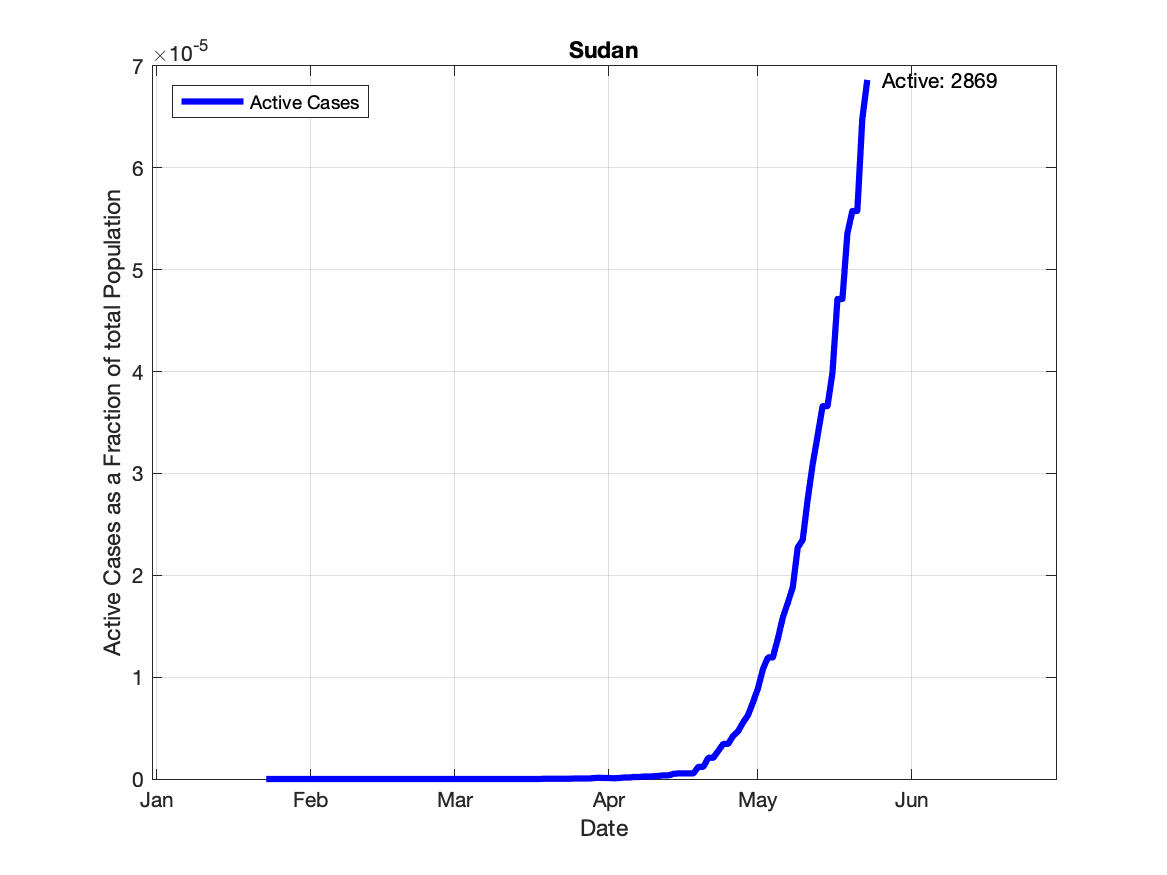 Sudan
×10-5
Active Cases
Active: 2869
Active Cases as a Fraction of total Population
7
6
5
4
3
2
1
0
Jan Feb Mar Apr May Jun
Date